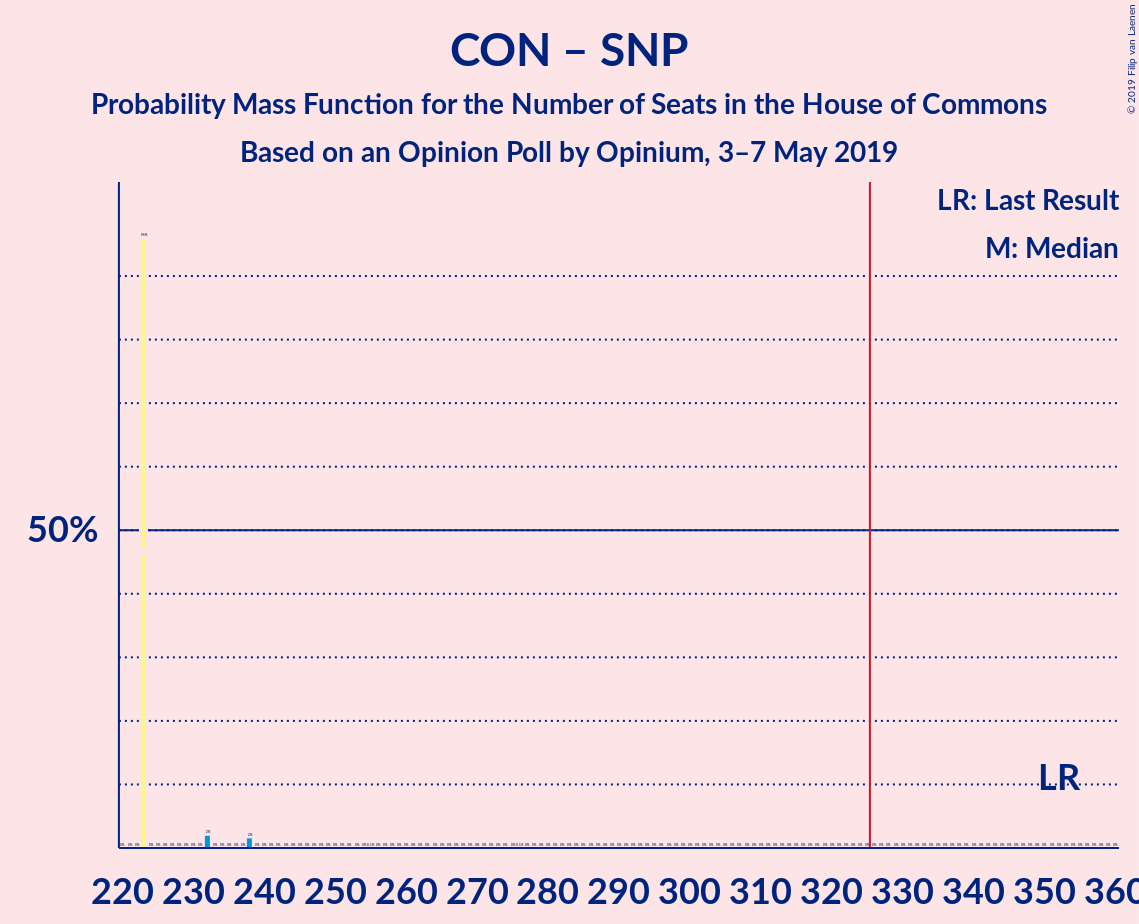 CON – SNP
Probability Mass Function for the Number of Seats in the House of Commons
Based on an Opinion Poll by Opinium, 3–7 May 2019
© 2019 Filip van Laenen
LR: Last Result
M: Median
50%
LR
220 230 240 250 260 270 280 290 300 310 320 330 340 350 360